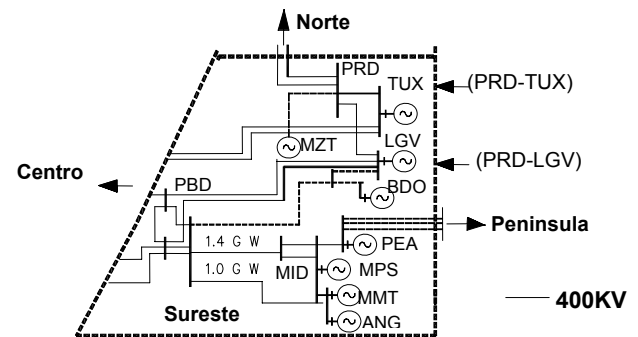 Norte
PRD
TUX
(PRD-TUX)
MZT
LGV
(PRD-LGV)
Centro
PBD
BDO
Peninsula
1.4 G W
PEA
1.0 G W
MID
MPS
MMT
400KV
Sureste
ANG